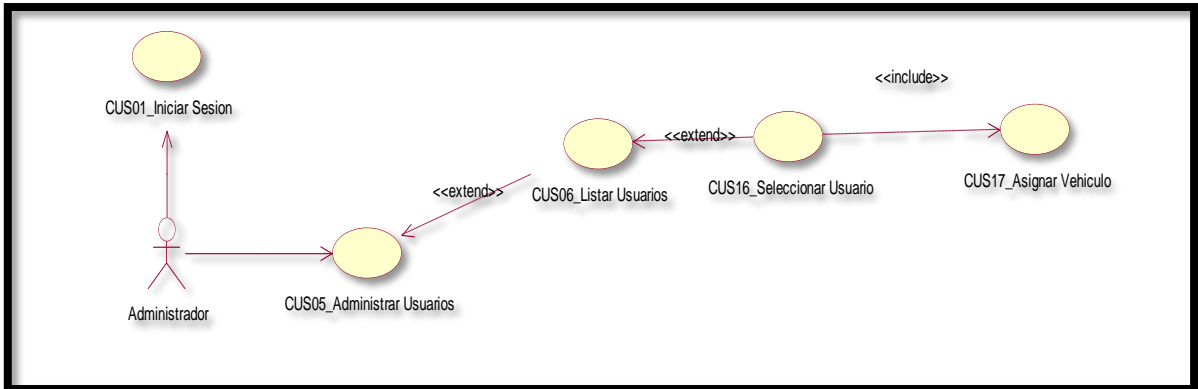 CUS01_Iniciar Sesion
<<include>>
<<extend>>
CUS16_Seleccionar Usuario
CUS17_Asignar Vehiculo
<<extend>>
CUS06_Listar Usuarios
CUS05_Administrar Usuarios
Administrador